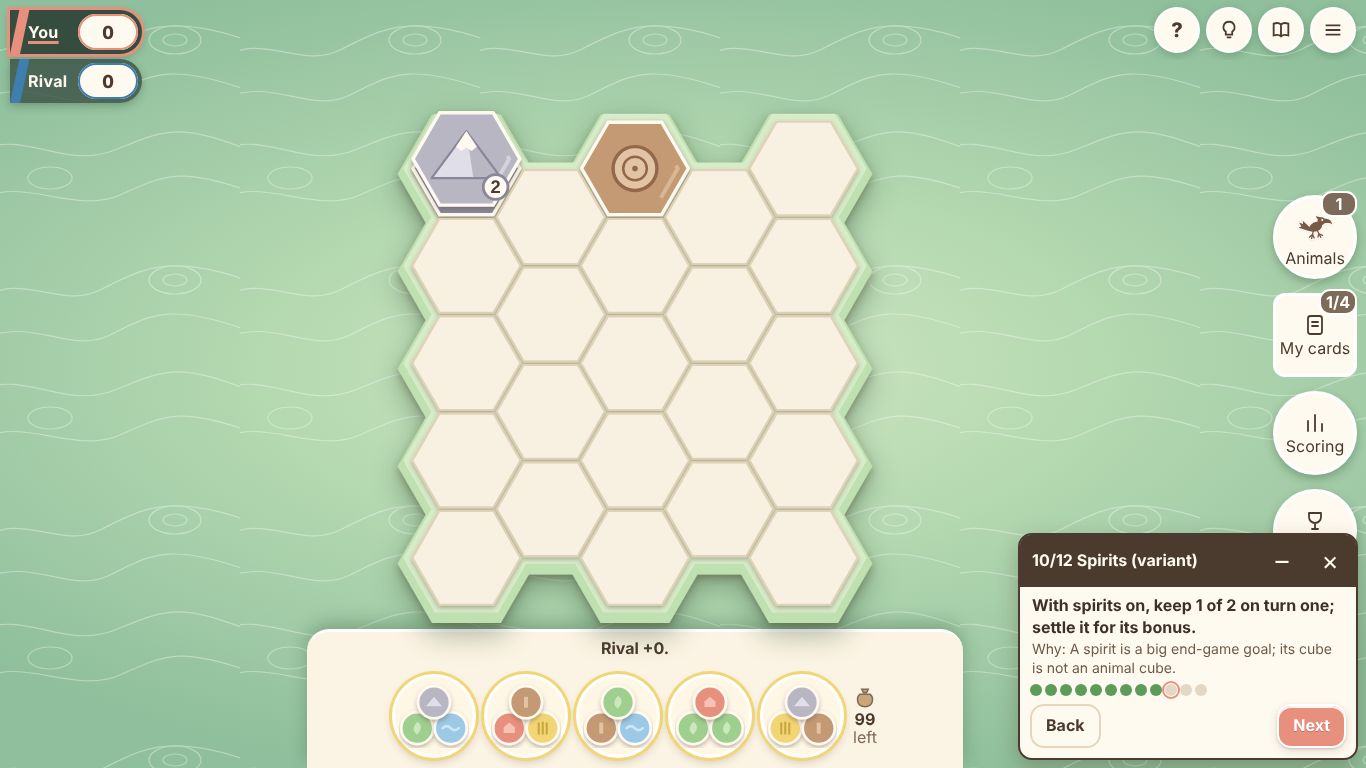 You 0
Rival 0
?
2
1
Animals
1/4
My cards
Scoring
10/12 Spirits (variant)
With spirits on, keep 1 of 2 on turn one;
settle it for its bonus.
Why: A spirit is a big end-game goal; its cube
is not an animal cube.
Back
Next
Rival +0.
99
left